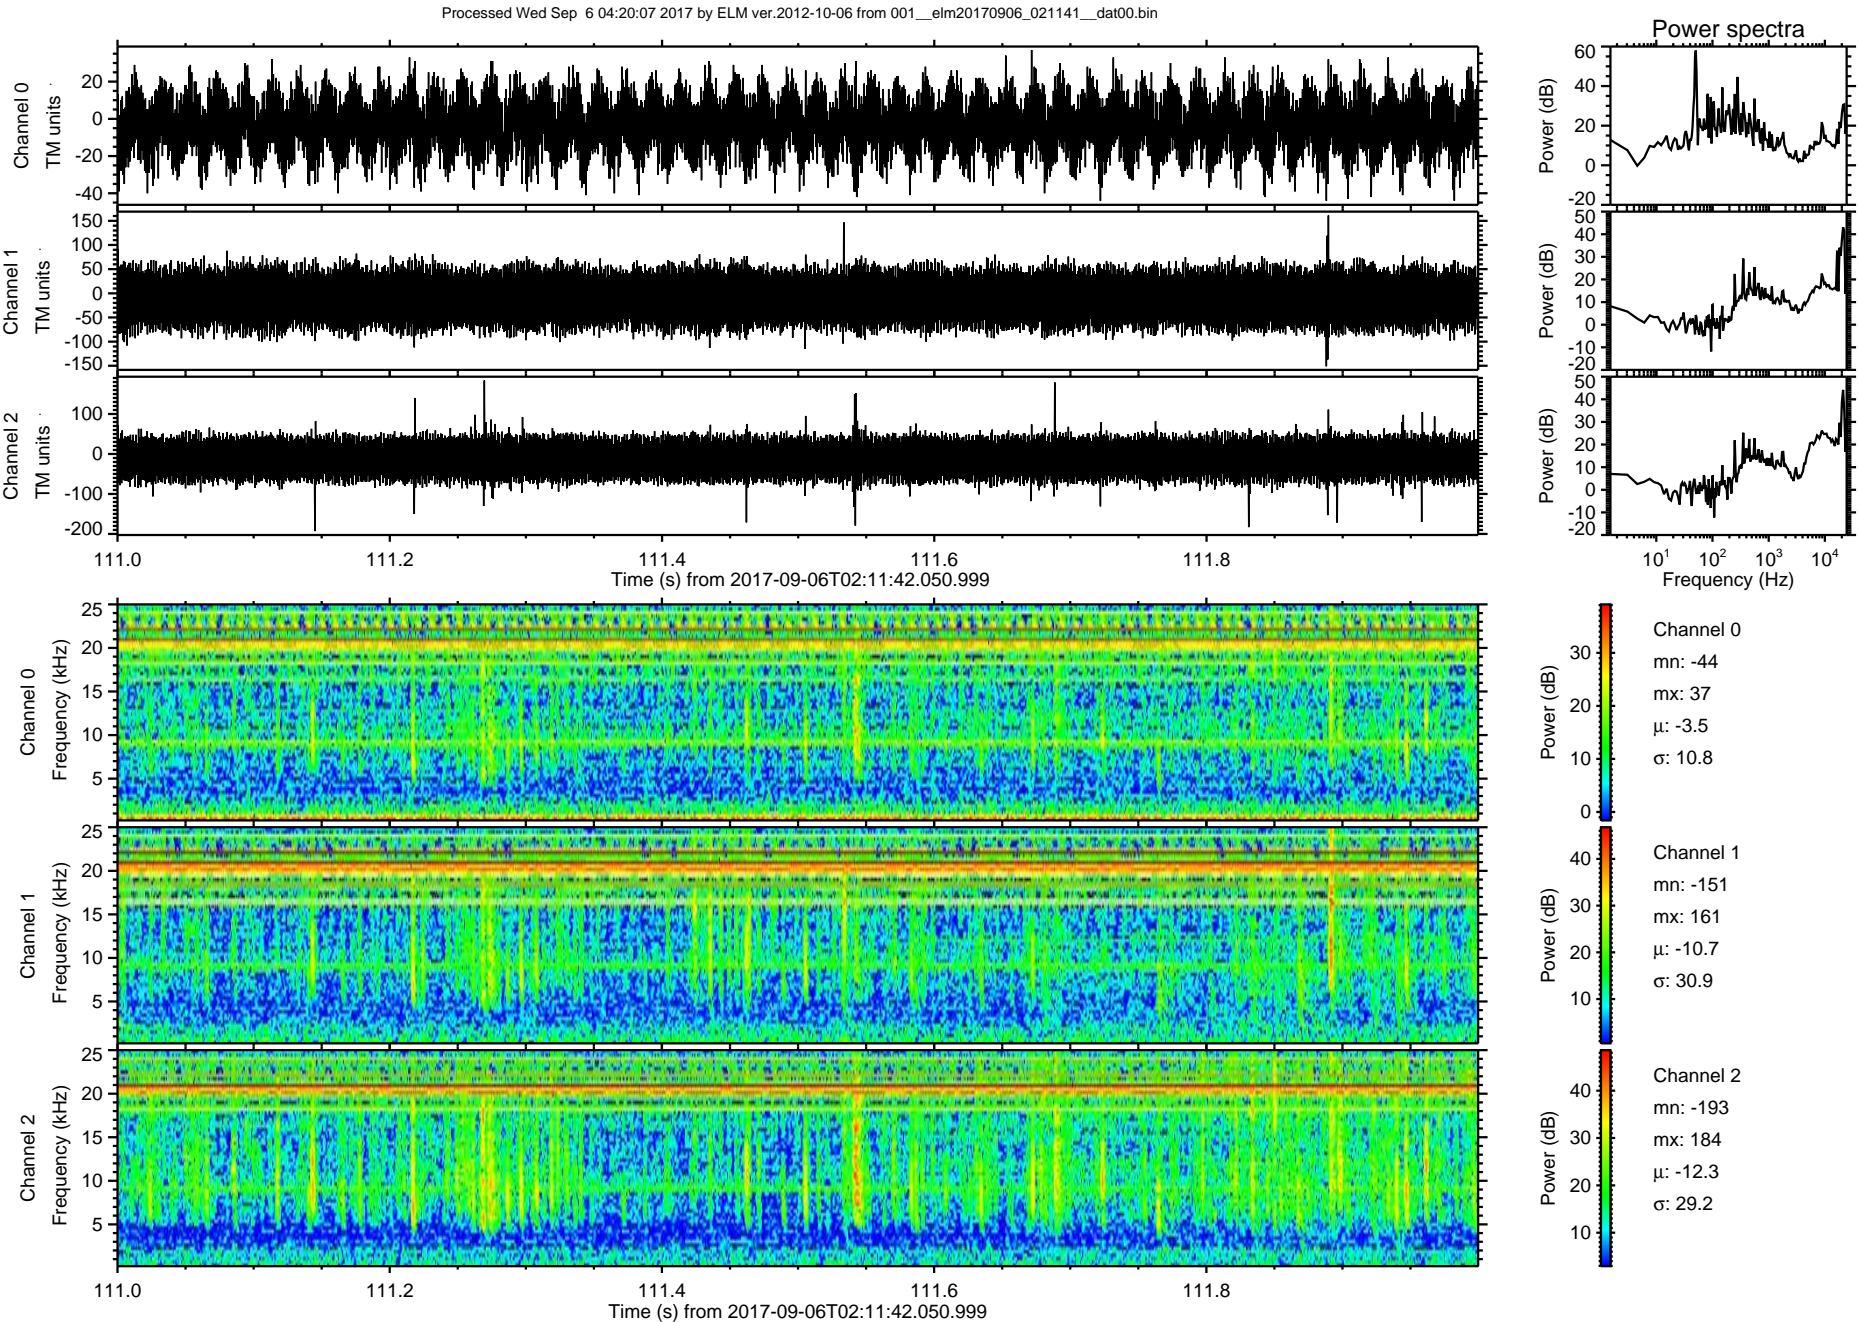 Processed Wed Sep  6 04:20:07 2017 by ELM ver.2012-10-06 from 001__elm20170906_021141__dat00.bin
Power spectra
Channel 0
TM units
20
0
-20
-40
Power (dB)
60
40
20
0
-20
Channel 1
TM units
150
100
50
0
-50
-100
-150
Power (dB)
50
40
30
20
10
0
-10
-20
Channel 2
TM units
100
0
-100
-200
Power (dB)
50
40
30
20
10
0
-10
-20
111.0 111.2 111.4 111.6 111.8
Time (s) from 2017-09-06T02:11:42.050.999
10^1 10^2 10^3 10^4
Frequency (Hz)
Channel 0
Frequency (kHz)
25
20
15
10
5
Power (dB)
30
20
10
0
Channel 0
mn: -44
mx: 37
μ: -3.5
σ: 10.8
Channel 1
Frequency (kHz)
25
20
15
10
5
Power (dB)
40
30
20
10
Channel 1
mn: -151
mx: 161
μ: -10.7
σ: 30.9
Channel 2
Frequency (kHz)
25
20
15
10
5
Power (dB)
40
30
20
10
Channel 2
mn: -193
mx: 184
μ: -12.3
σ: 29.2
111.0 111.2 111.4 111.6 111.8
Time (s) from 2017-09-06T02:11:42.050.999